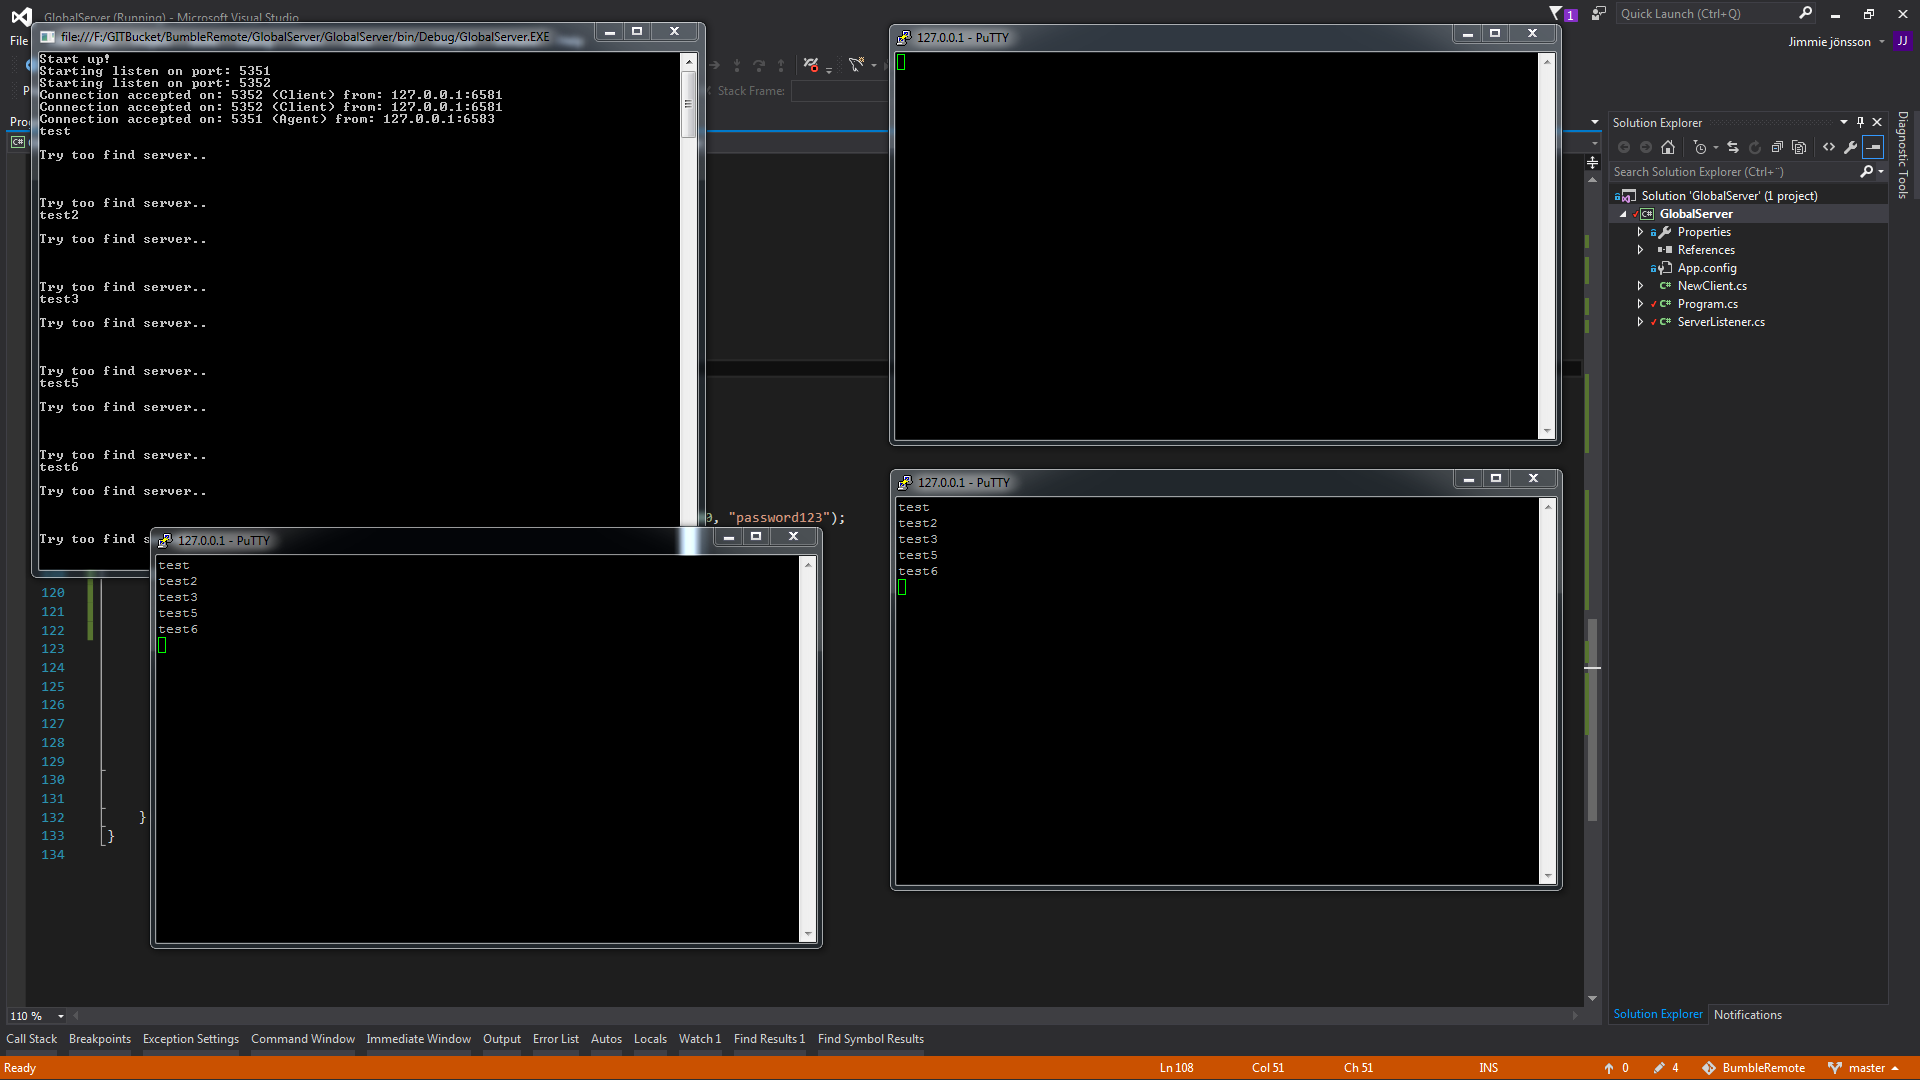 GlobalServer (Running) - Microsoft Visual Studio
1
Quick Launch (Ctrl+Q)
File
Jimmie jönsson
JJ
Stack Frame:
file:///F:/GITBucket/BumbleRemote/GlobalServer/GlobalServer/bin/Debug/GlobalServer.EXE
Start up!
Starting listen on port: 5351
Starting listen on port: 5352
Connection accepted on: 5352 (Client) from: 127.0.0.1:6581
Connection accepted on: 5352 (Client) from: 127.0.0.1:6581
Connection accepted on: 5351 (Agent) from: 127.0.0.1:6583
test
Try too find server..
Try too find server..
test2
Try too find server..
Try too find server..
test3
Try too find server..
Try too find server..
test5
Try too find server..
Try too find server..
test6
Try too find server..
Try too find s
127.0.0.1 - PuTTY
127.0.0.1 - PuTTY
test
test2
test3
test5
test6
0, "password123");
127.0.0.1 - PuTTY
test
test2
test3
test5
test6
120
121
122
123
124
125
126
127
128
129
130
131
132 }
133 }
134
Solution Explorer
Search Solution Explorer (Ctrl+¨)
Solution 'GlobalServer' (1 project)
C# GlobalServer
Properties
References
App.config
C# NewClient.cs
C# Program.cs
C# ServerListener.cs
Diagnostic Tools
Solution Explorer
Notifications
110 %
Call Stack Breakpoints Exception Settings Command Window Immediate Window Output Error List Autos Locals Watch 1 Find Results 1 Find Symbol Results
Ready
Ln 108
Col 51
Ch 51
INS
0
4
BumbleRemote
master